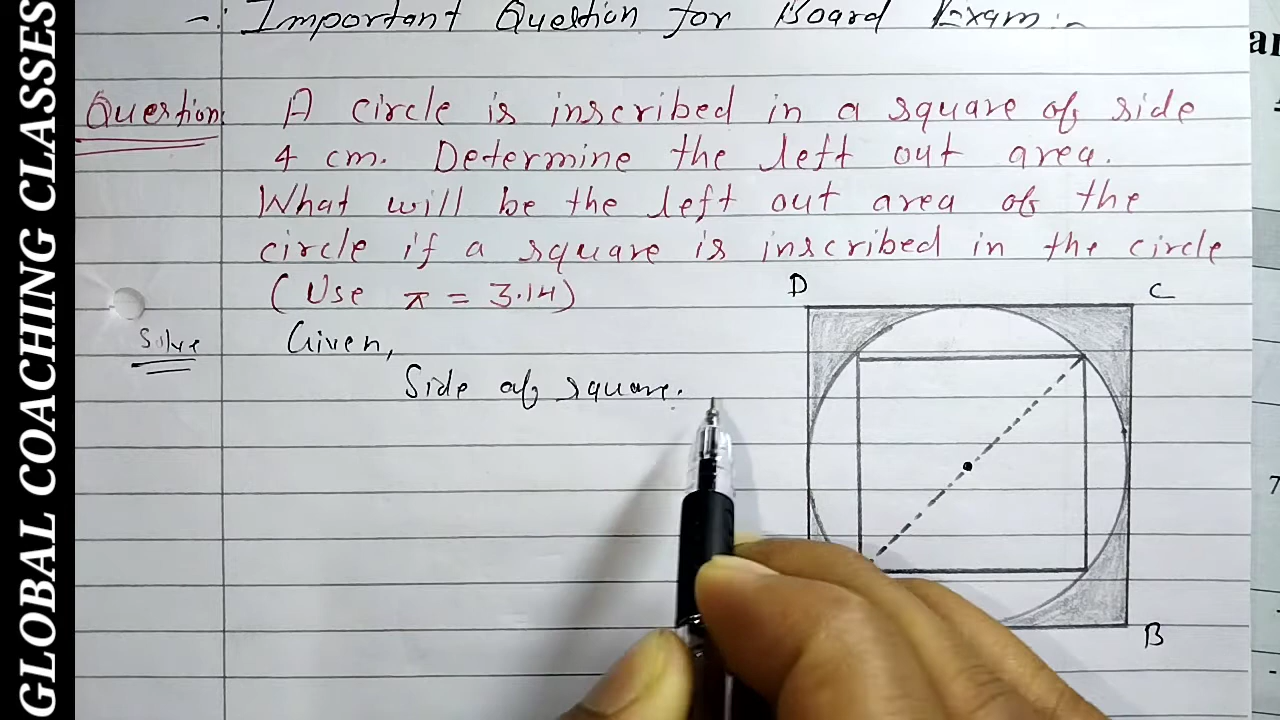 GLOBAL COACHING CLASSES
-: Important Question for Board Exam:-
Question: A circle is inscribed in a square of side
4 cm. Determine the left out area.
What will be the left out area of the
circle if a square is inscribed in the circle
(Use π = 3.14)
Solve Given,
Side of square.
D C
B
7